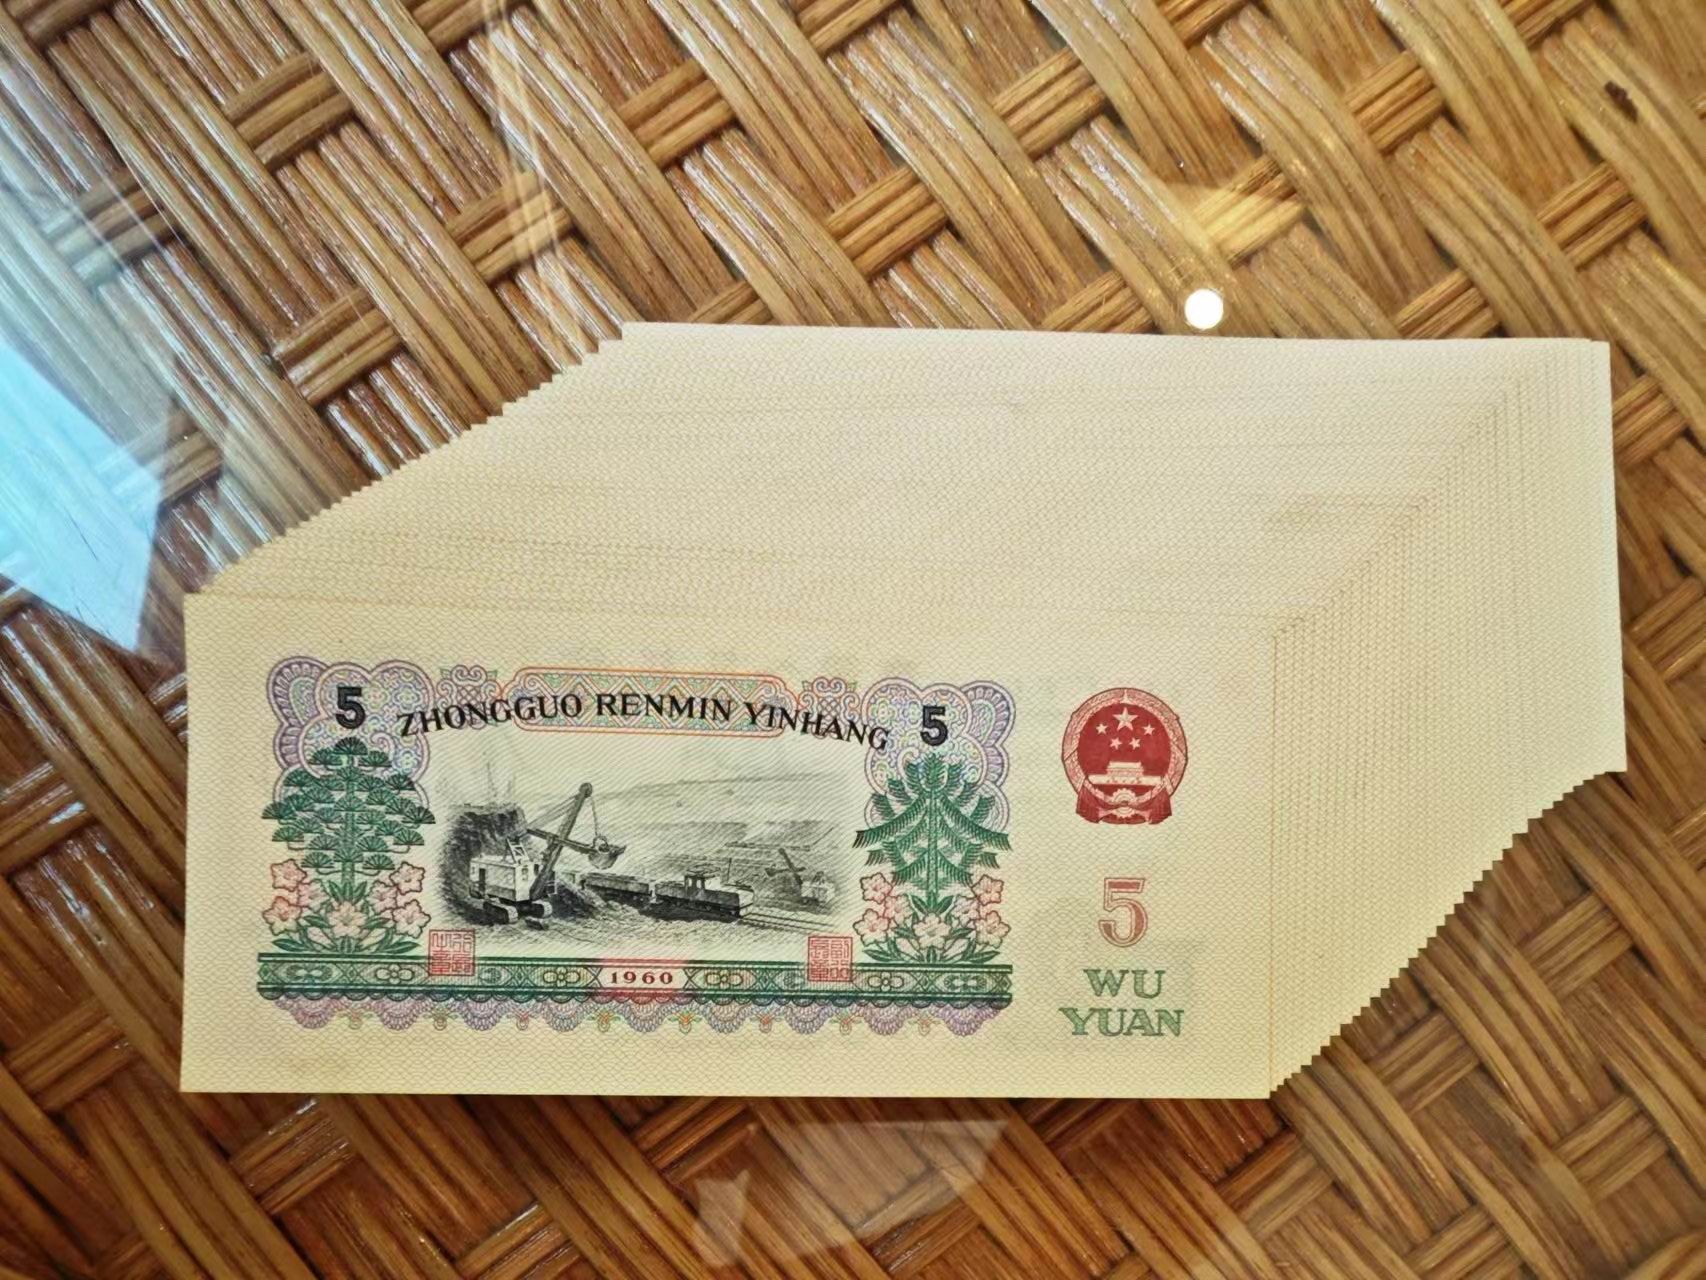 5 ZHONGGUO RENMIN YINHANG 5
1960
5
WU
YUAN